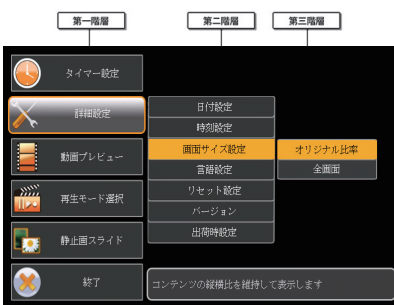 第一階層
第二階層
第三階層
タイマー設定
詳細設定
動画プレビュー
再生モード選択
静止画スライド
終了
日付設定
時刻設定
画面サイズ設定
言語設定
リセット設定
バージョン
出荷時設定
オリジナル比率
全画面
コンテンツの縦横比を維持して表示します